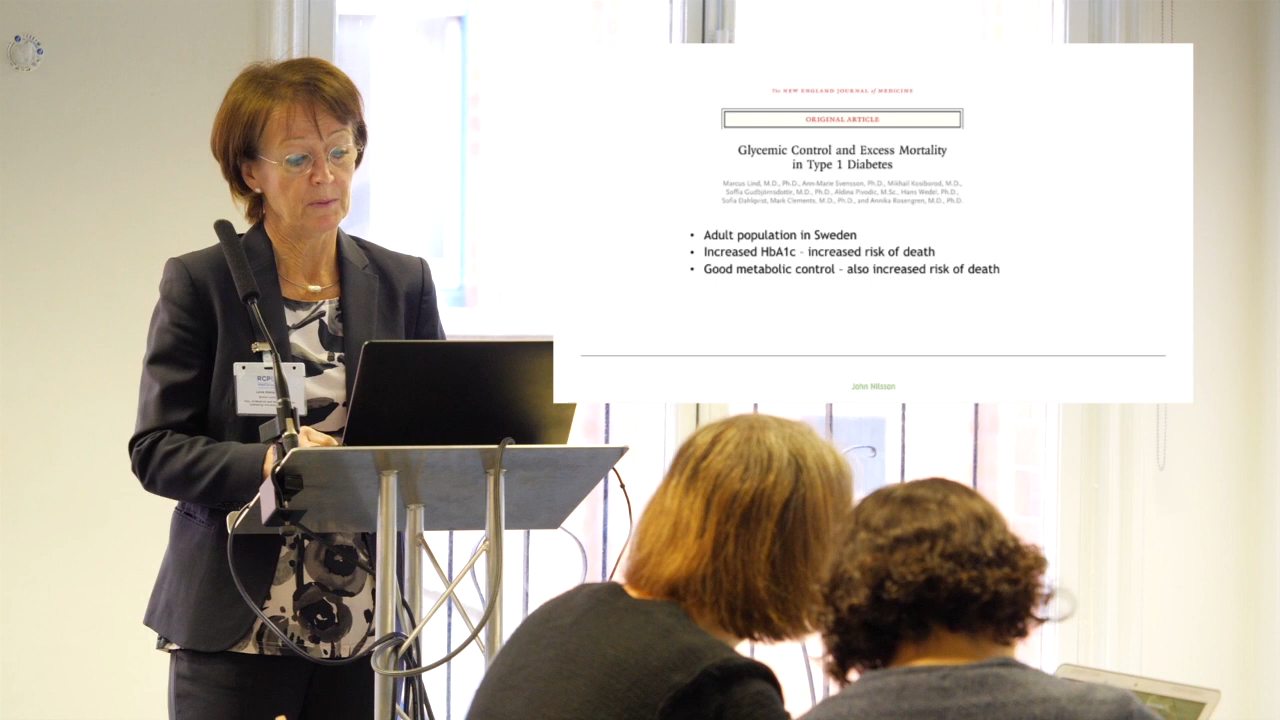 The NEW ENGLAND JOURNAL of MEDICINE
ORIGINAL ARTICLE
Glycemic Control and Excess Mortality
in Type 1 Diabetes
Marcus Lind, M.D., Ph.D., Ann-Marie Svensson, Ph.D., Mikhail Kosiborod, M.D.,
Soffia Gudbjörnsdottir, M.D., Ph.D., Aldina Pivodic, M.Sc., Hans Wedel, Ph.D.,
Sofia Dahlqvist, Mark Clements, M.D., Ph.D., and Annika Rosengren, M.D., Ph.D.
• Adult population in Sweden
• Increased HbA1c – increased risk of death
• Good metabolic control – also increased risk of death
John Nilsson
RCP